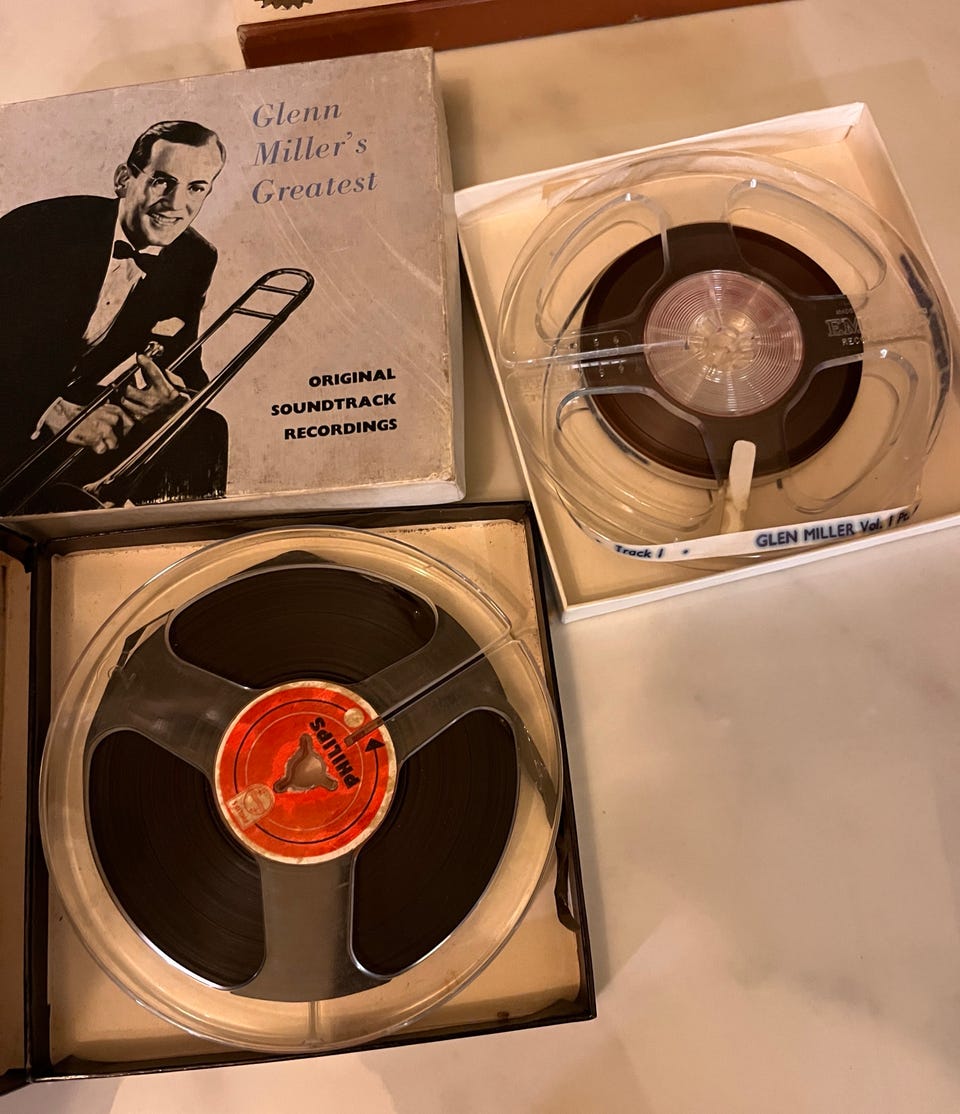 Glenn
Miller's
Greatest
ORIGINAL
SOUNDTRACK
RECORDINGS
Track 1 • GLEN MILLER Vol. 1
PHILIPS